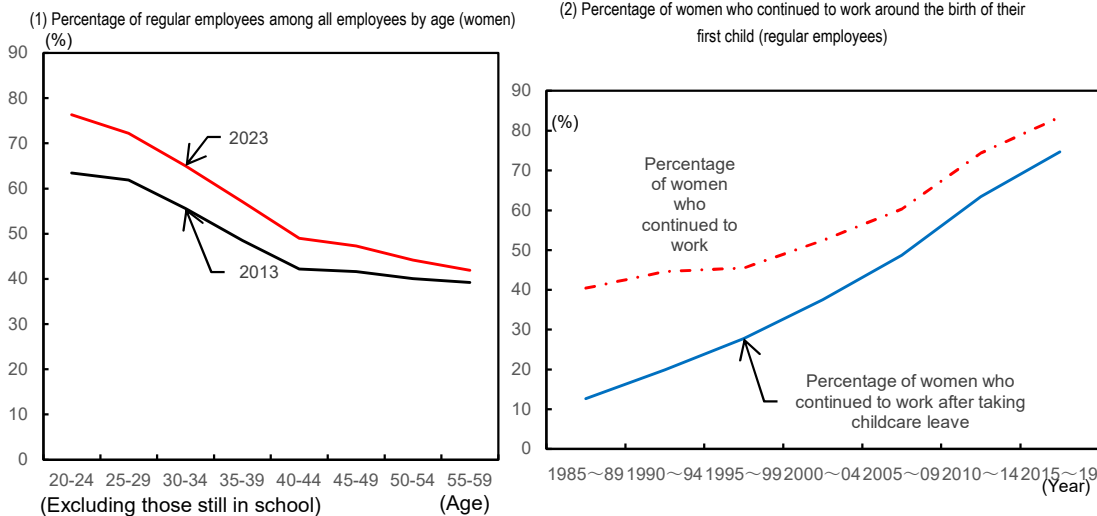 (1) Percentage of regular employees among all employees by age (women)
(%)
90
80
70
60
50
40
30
20
10
0
2023
2013
20-24 25-29 30-34 35-39 40-44 45-49 50-54 55-59
(Excluding those still in school)
(Age)
(2) Percentage of women who continued to work around the birth of their
first child (regular employees)
90
80
70
60
50
40
30
20
10
0
(%)
Percentage
of women
who
continued to
work
Percentage of women who
continued to work after taking
childcare leave
1985～89 1990～94 1995～99 2000～04 2005～09 2010～14 2015～19
(Year)